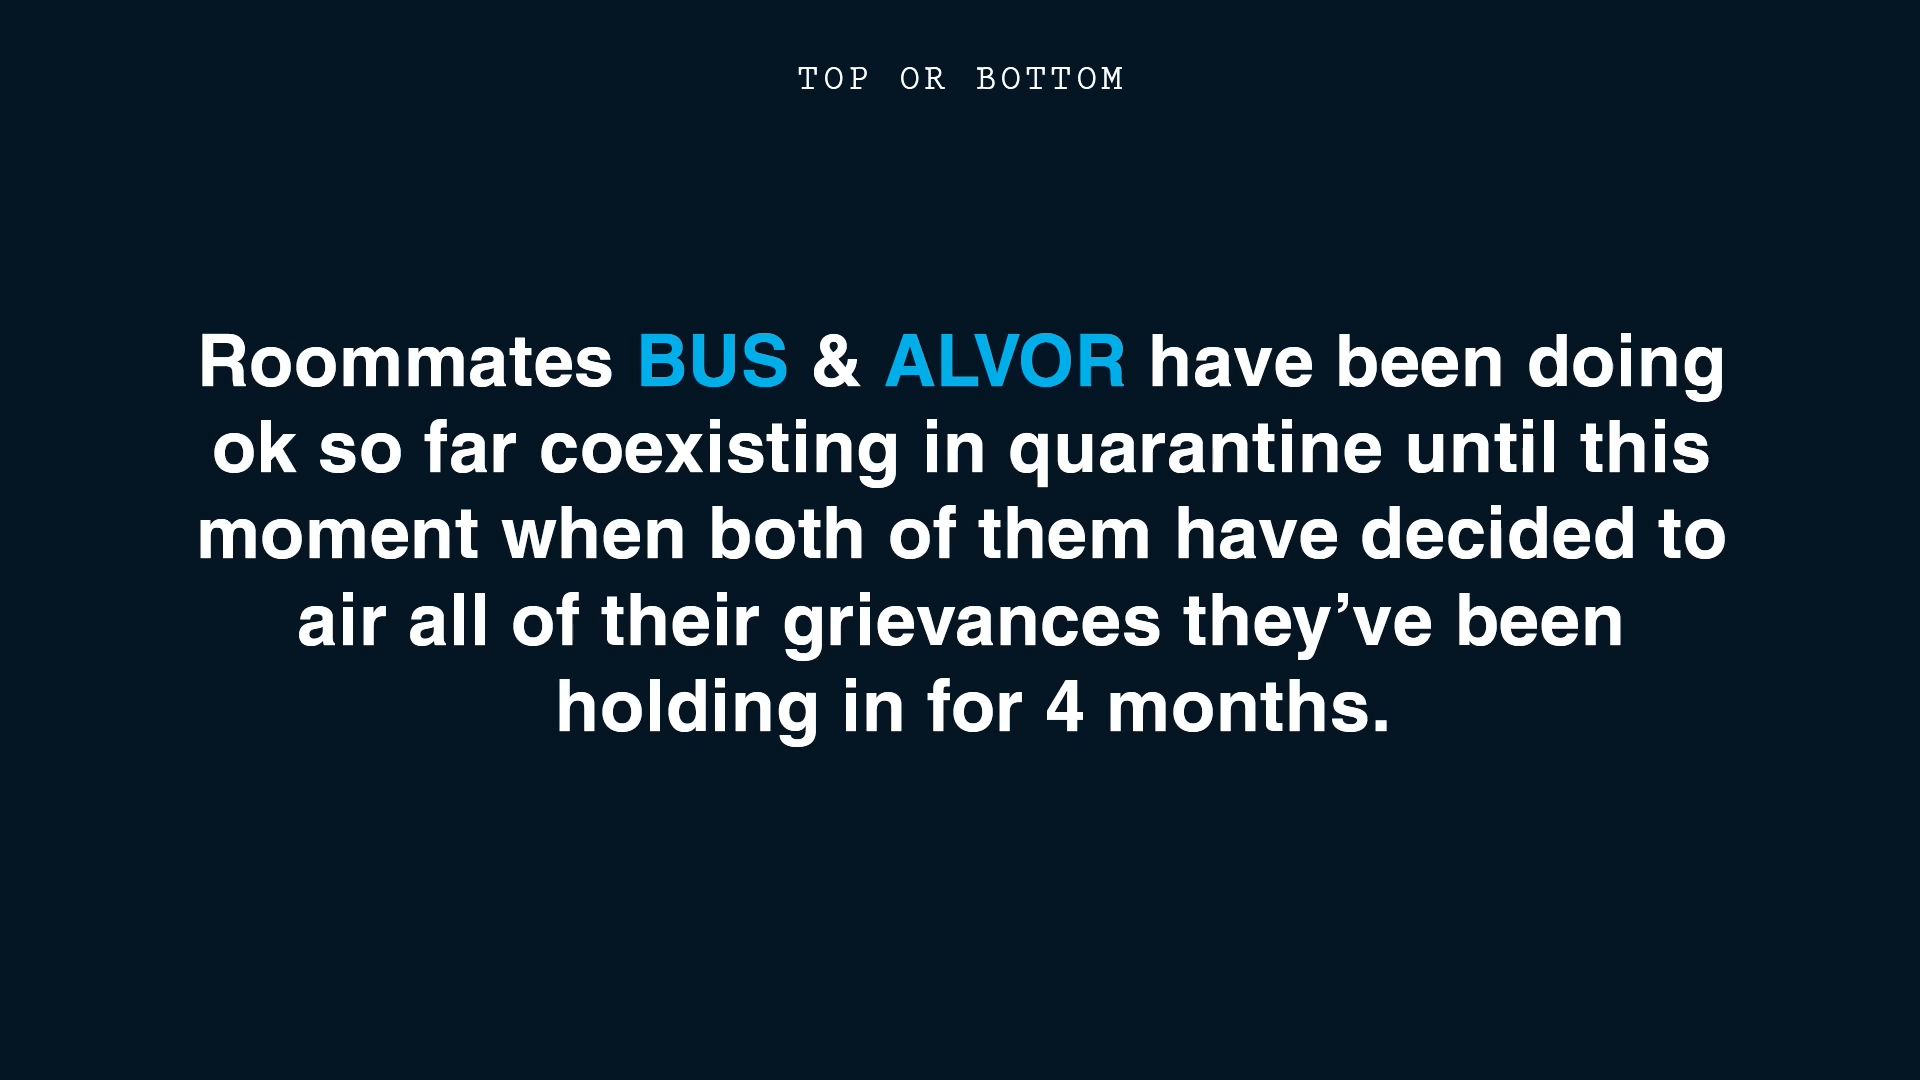 TOP OR BOTTOM
Roommates BUS & ALVOR have been doing
ok so far coexisting in quarantine until this
moment when both of them have decided to
air all of their grievances they’ve been
holding in for 4 months.